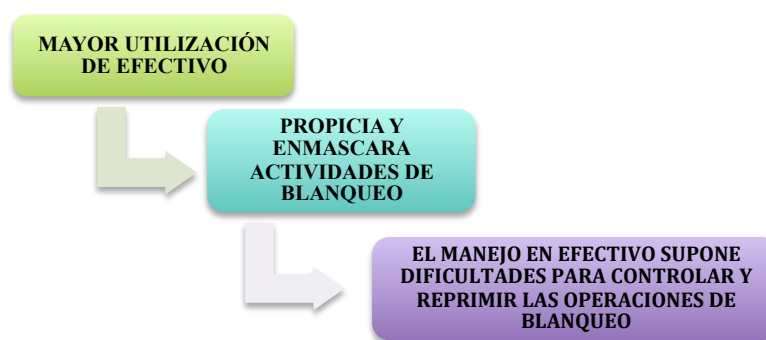 MAYOR UTILIZACIÓN
DE EFECTIVO
PROPICIA Y
ENMASCARA
ACTIVIDADES DE
BLANQUEO
EL MANEJO EN EFECTIVO SUPONE
DIFICULTADES PARA CONTROLAR Y
REPRIMIR LAS OPERACIONES DE
BLANQUEO